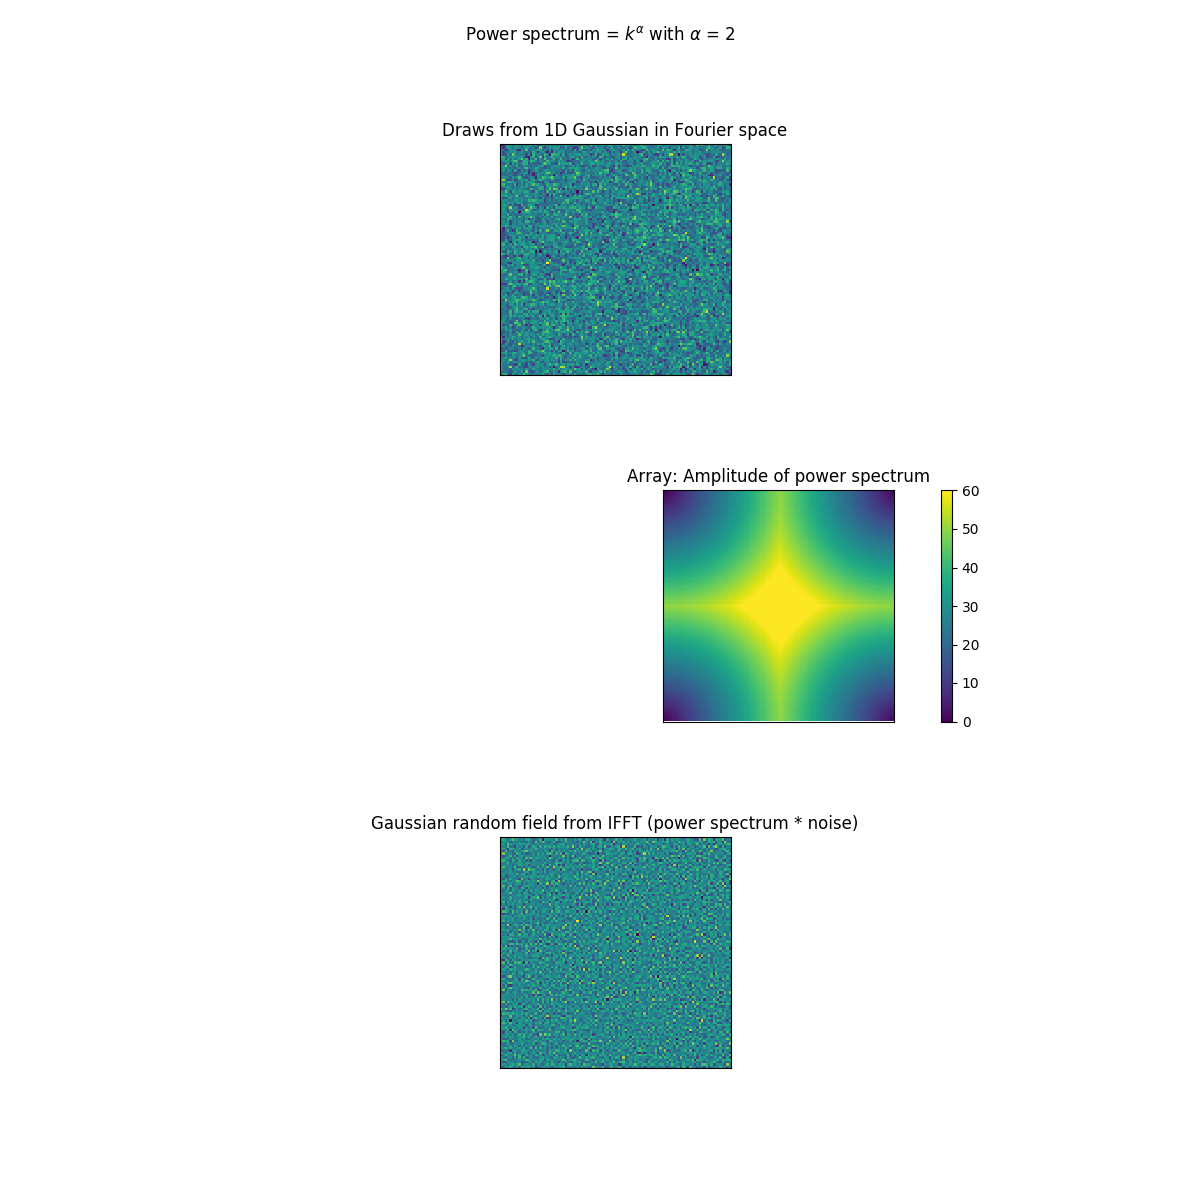 Power spectrum = k^α with α = 2
Draws from 1D Gaussian in Fourier space
Array: Amplitude of power spectrum
60
50
40
30
20
10
0
Gaussian random field from IFFT (power spectrum * noise)